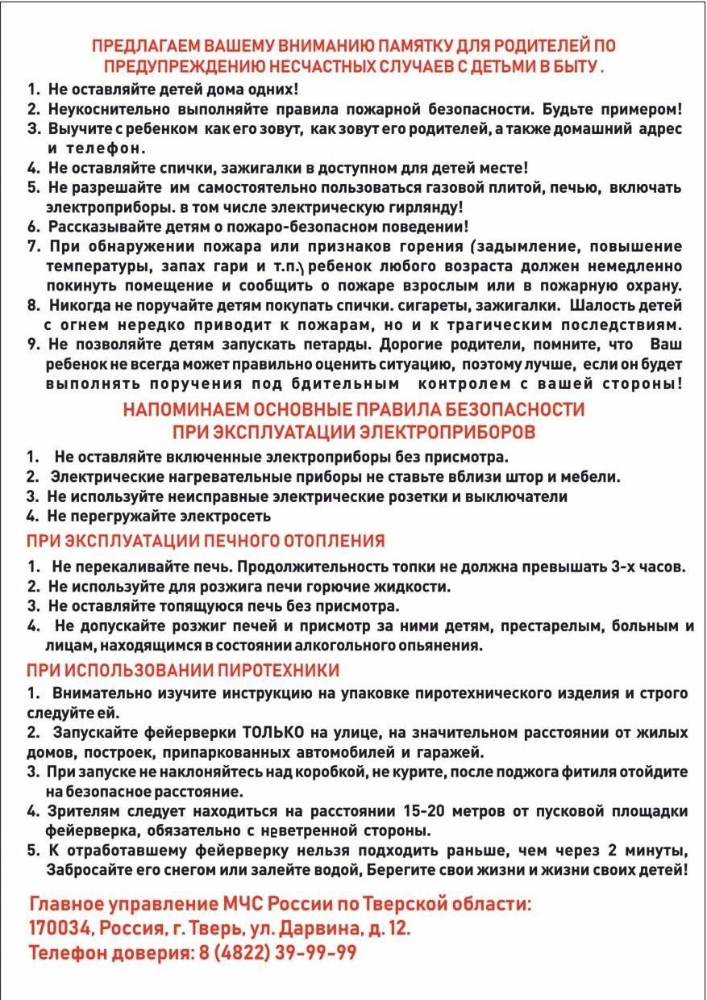 ПРЕДЛАГАЕМ ВАШЕМУ ВНИМАНИЮ ПАМЯТКУ ДЛЯ РОДИТЕЛЕЙ ПО
ПРЕДУПРЕЖДЕНИЮ НЕСЧАСТНЫХ СЛУЧАЕВ С ДЕТЬМИ В БЫТУ .
1. Не оставляйте детей дома одних!
2. Неукоснительно выполняйте правила пожарной безопасности. Будьте примером!
3. Выучите с ребенком как его зовут, как зовут его родителей, а также домашний адрес
и телефон.
4. Не оставляйте спички, зажигалки в доступном для детей месте!
5. Не разрешайте им самостоятельно пользоваться газовой плитой, печью, включать
электроприборы. в том числе электрическую гирлянду!
6. Рассказывайте детям о пожаро-безопасном поведении!
7. При обнаружении пожара или признаков горения (задымление, повышение
температуры, запах гари и т.п.\ ребенок любого возраста должен немедленно
покинуть помещение и сообщить о пожаре взрослым или в пожарную охрану.
8. Никогда не поручайте детям покупать спички. сигареты, зажигалки. Шалость детей
с огнем нередко приводит к пожарам, но и к трагическим последствиям.
9. Не позволяйте детям запускать петарды. Дорогие родители, помните, что Ваш
ребенок не всегда может правильно оценить ситуацию, поэтому лучше, если он будет
выполнять поручения под бдительным контролем с вашей стороны!
НАПОМИНАЕМ ОСНОВНЫЕ ПРАВИЛА БЕЗОПАСНОСТИ
ПРИ ЭКСПЛУАТАЦИИ ЭЛЕКТРОПРИБОРОВ
1. Не оставляйте включенные электроприборы без присмотра.
2. Электрические нагревательные приборы не ставьте вблизи штор и мебели.
3. Не используйте неисправные электрические розетки и выключатели
4. Не перегружайте электросеть
ПРИ ЭКСПЛУАТАЦИИ ПЕЧНОГО ОТОПЛЕНИЯ
1. Не перекаливайте печь. Продолжительность топки не должна превышать 3-х часов.
2. Не используйте для розжига печи горючие жидкости.
3. Не оставляйте топящуюся печь без присмотра.
4. Не допускайте розжиг печей и присмотр за ними детям, престарелым, больным и
лицам, находящимся в состоянии алкогольного опьянения.
ПРИ ИСПОЛЬЗОВАНИИ ПИРОТЕХНИКИ
1. Внимательно изучите инструкцию на упаковке пиротехнического изделия и строго
следуйте ей.
2. Запускайте фейерверки ТОЛЬКО на улице, на значительном расстоянии от жилых
домов, построек, припаркованных автомобилей и гаражей.
3. При запуске не наклоняйтесь над коробкой, не курите, после поджога фитиля отойдите
на безопасное расстояние.
4. Зрителям следует находиться на расстоянии 15-20 метров от пусковой площадки
фейерверка, обязательно с неветренной стороны.
5. К отработавшему фейерверку нельзя подходить раньше, чем через 2 минуты,
Забросайте его снегом или залейте водой, Берегите свои жизни и жизни своих детей!
Главное управление МЧС России по Тверской области:
170034, Россия, г. Тверь, ул. Дарвина, д. 12.
Телефон доверия: 8 (4822) 39-99-99